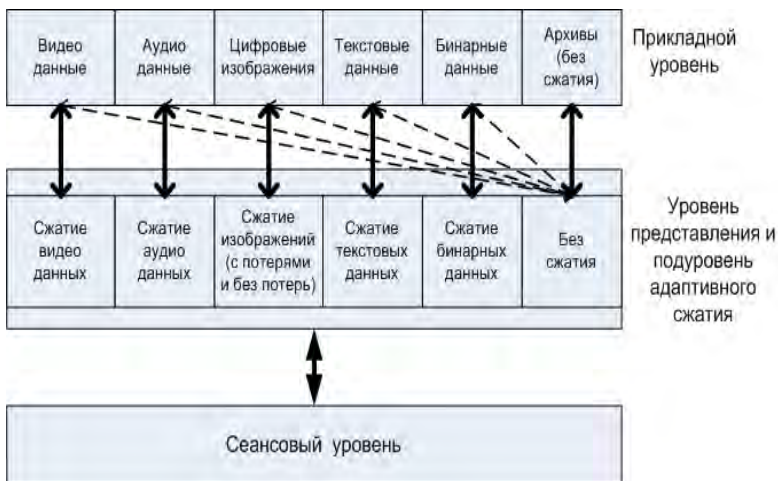 Видео
данные
Аудио
данные
Цифровые
изображения
Текстовые
данные
Бинарные
данные
Архивы
(без
сжатия)
Прикладной
уровень
Сжатие
видео
данных
Сжатие
аудио
данных
Сжатие
изображений
(с потерями
и без потерь)
Сжатие
текстовых
данных
Сжатие
бинарных
данных
Без
сжатия
Уровень
представления и
подуровень
адаптивного
сжатия
Сеансовый уровень